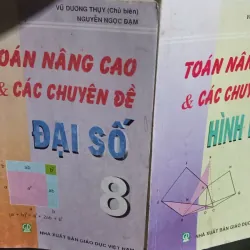 VŨ DƯƠNG THỤY (Chủ biên)
NGUYỄN NGỌC ĐẠM
TOÁN NÂNG CAO
& CÁC CHUYÊN ĐỀ
ĐẠI SỐ
8
NHÀ XUẤT BẢN GIÁO DỤC VIỆT NAM
TOÁN NÂNG
& CÁC CHUYÊN
HÌNH
NHÀ XUẤT BẢN GIÁO DỤC